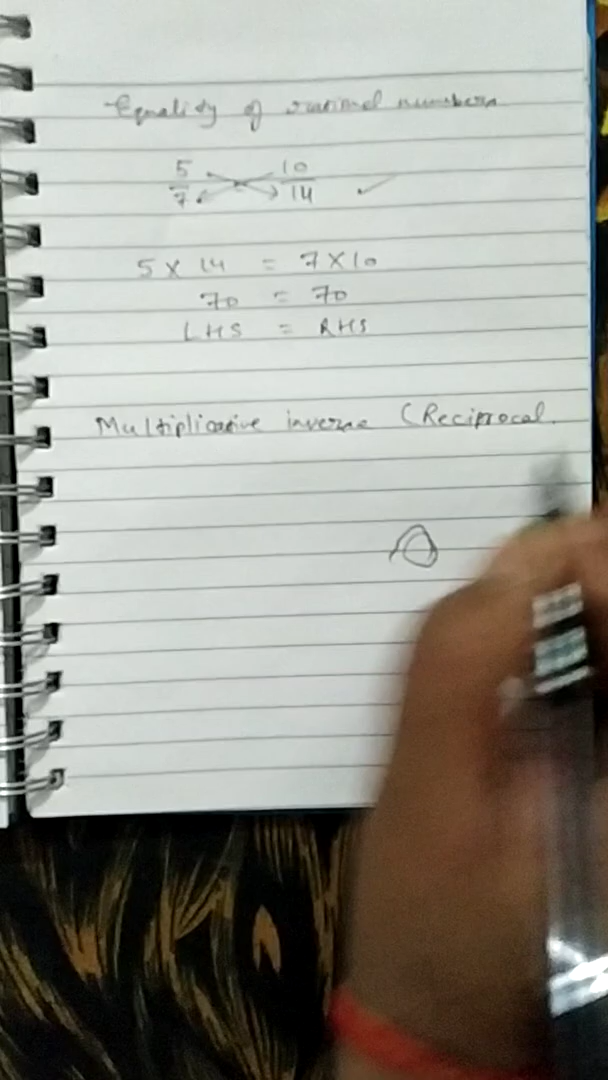 Equality of rational numbers
5/7 = 10/14 ✓
5 × 14 = 7 × 10
70 = 70
LHS = RHS
Multiplicative inverse (Reciprocal